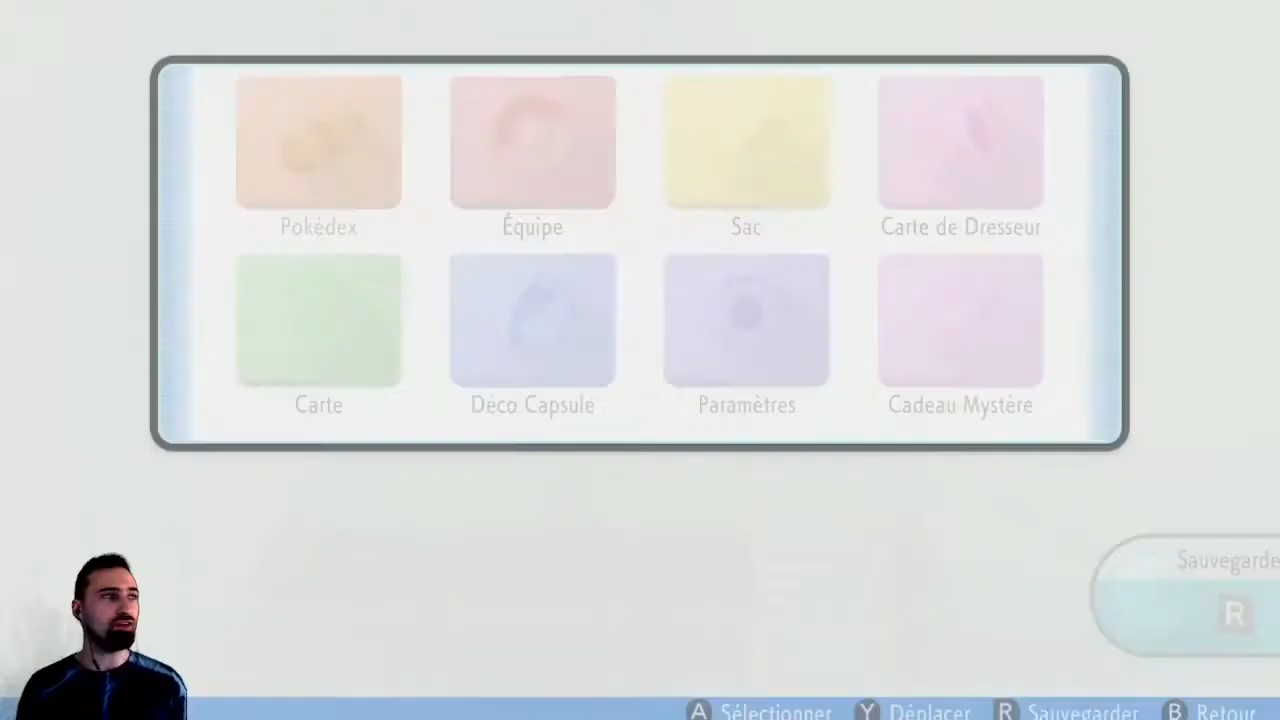 Pokédex Équipe Sac Carte de Dresseur
Carte Déco Capsule Paramètres Cadeau Mystère
Sauvegarde
R
A Sélectionner Y Déplacer R Sauvegarder B Retour